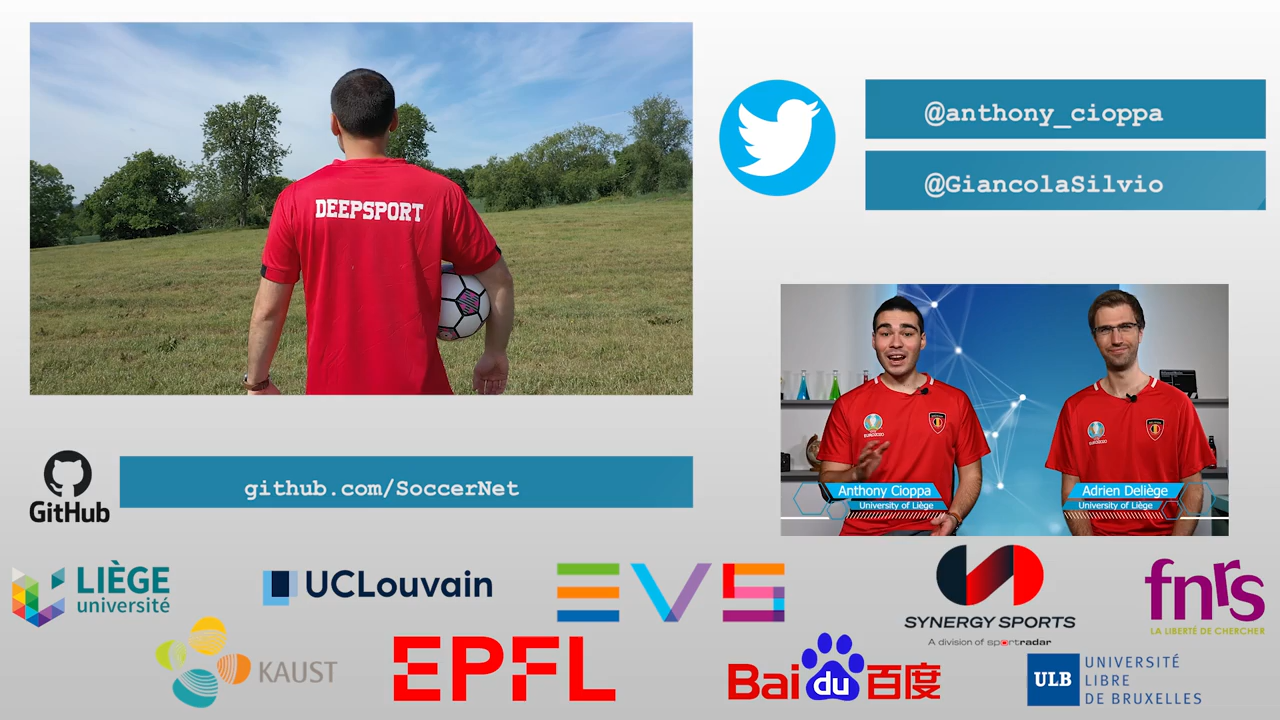 DEEPSPORT
@anthony_cioppa
@GiancolaSilvio
Anthony Cioppa
University of Liège
Adrien Deliège
University of Liège
GitHub
github.com/SoccerNet
LIÈGE
université
UCLouvain
EVS
SYNERGY SPORTS
A division of sportradar
fnrs
LA LIBERTÉ DE CHERCHER
KAUST
EPFL
Baidu百度
ULB
UNIVERSITÉ
LIBRE
DE BRUXELLES